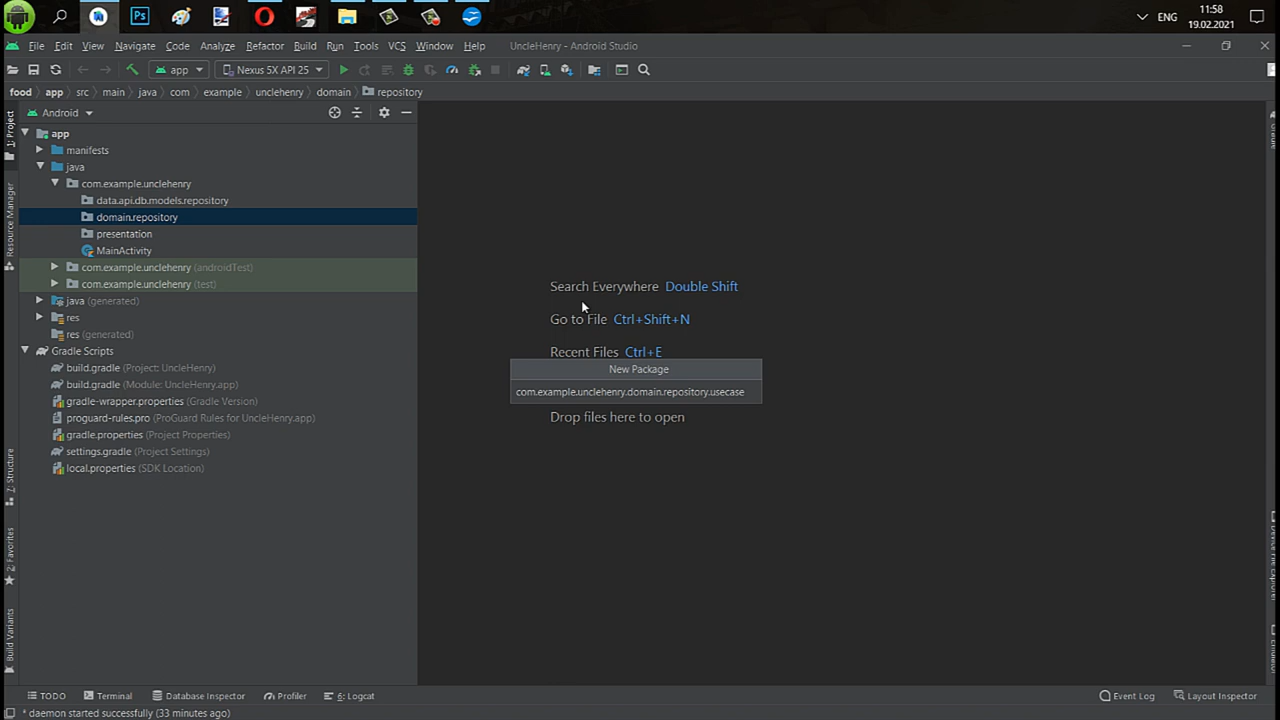 Ps
ENG
11:58
19.02.2021
File Edit View Navigate Code Analyze Refactor Build Run Tools VCS Window Help UncleHenry - Android Studio
app Nexus 5X API 25
food app src main java com example unclehenry domain repository
1: Project
Resource Manager
7: Structure
2: Favorites
Build Variants
Android
app
manifests
java
com.example.unclehenry
data.api.db.models.repository
domain.repository
presentation
MainActivity
com.example.unclehenry (androidTest)
com.example.unclehenry (test)
java (generated)
res
res (generated)
Gradle Scripts
build.gradle (Project: UncleHenry)
build.gradle (Module: UncleHenry.app)
gradle-wrapper.properties (Gradle Version)
proguard-rules.pro (ProGuard Rules for UncleHenry.app)
gradle.properties (Project Properties)
settings.gradle (Project Settings)
local.properties (SDK Location)
Search Everywhere Double Shift
Go to File Ctrl+Shift+N
Recent Files Ctrl+E
New Package
com.example.unclehenry.domain.repository.usecase
Drop files here to open
TODO Terminal Database Inspector Profiler 6: Logcat Event Log Layout Inspector
* daemon started successfully (33 minutes ago)